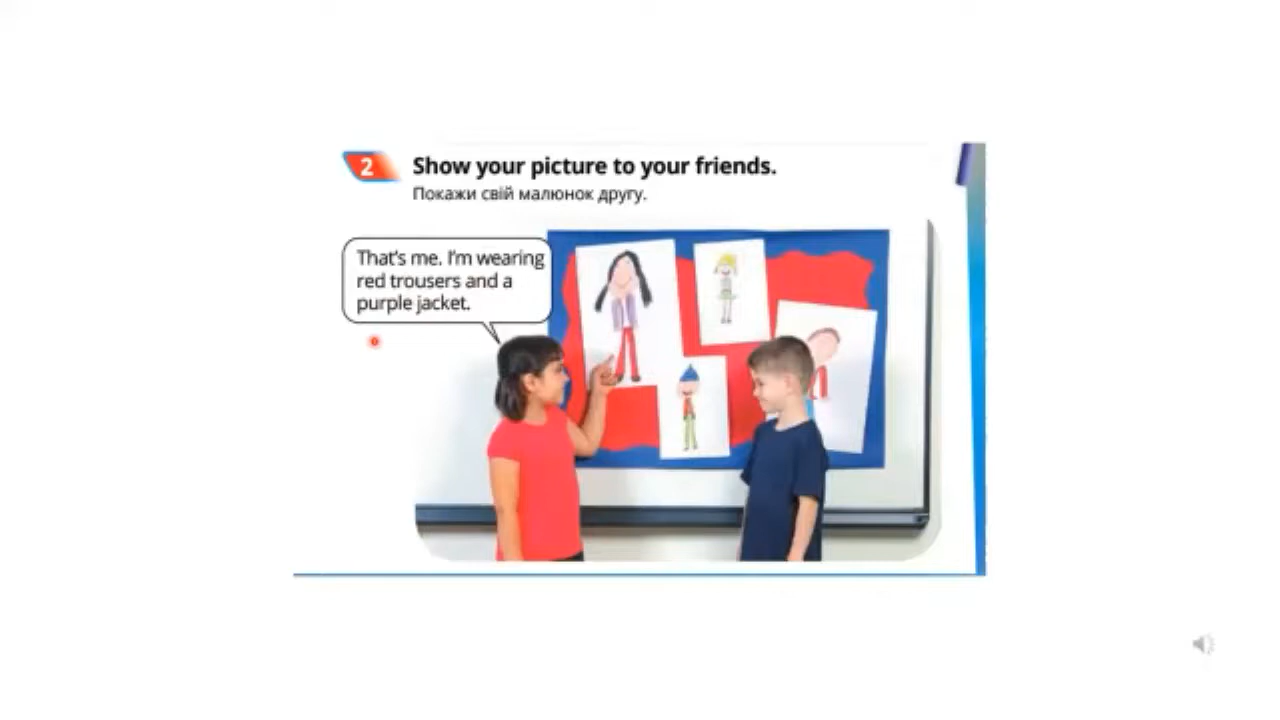 2 Show your picture to your friends.
Покажи свій малюнок другу.
That's me. I'm wearing
red trousers and a
purple jacket.